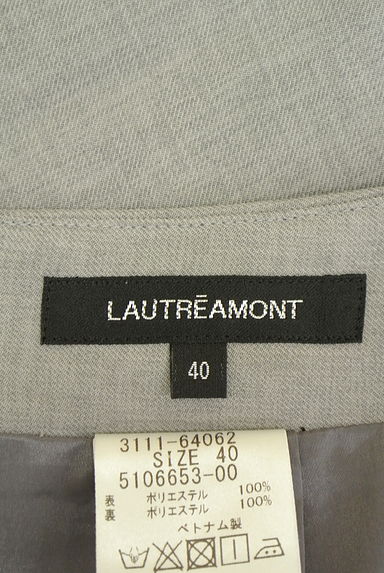 LAUTRĒAMONT
40
3111-64062
SIZE 40
5106653-00
表 ポリエステル 100%
裏 ポリエステル 100%
ベトナム製